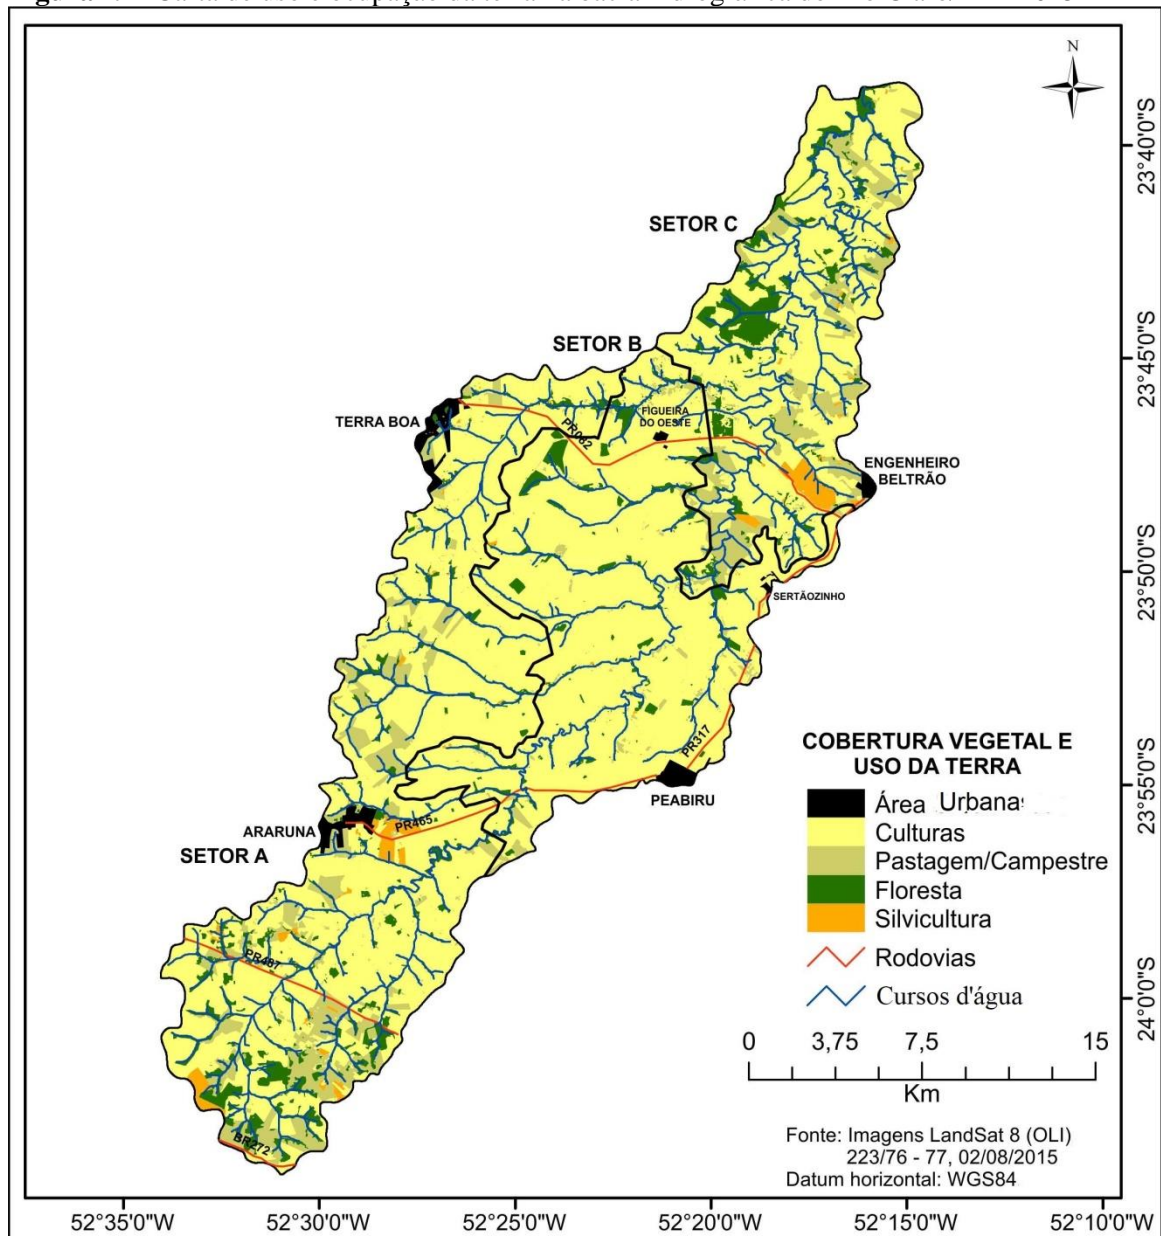 N
SETOR C
SETOR B
TERRA BOA
FIGUEIRA
DO OESTE
PR082
ENGENHEIRO
BELTRÃO
SERTÃOZINHO
PR317
PEABIRU
ARARUNA
PR465
SETOR A
PR487
BR272
COBERTURA VEGETAL E
USO DA TERRA
Área Urbana
Culturas
Pastagem/Campestre
Floresta
Silvicultura
Rodovias
Cursos d'água
0 3,75 7,5 15
Km
Fonte: Imagens LandSat 8 (OLI)
223/76 - 77, 02/08/2015
Datum horizontal: WGS84
23°40'0"S
23°45'0"S
23°50'0"S
23°55'0"S
24°0'0"S
52°35'0"W 52°30'0"W 52°25'0"W 52°20'0"W 52°15'0"W 52°10'0"W